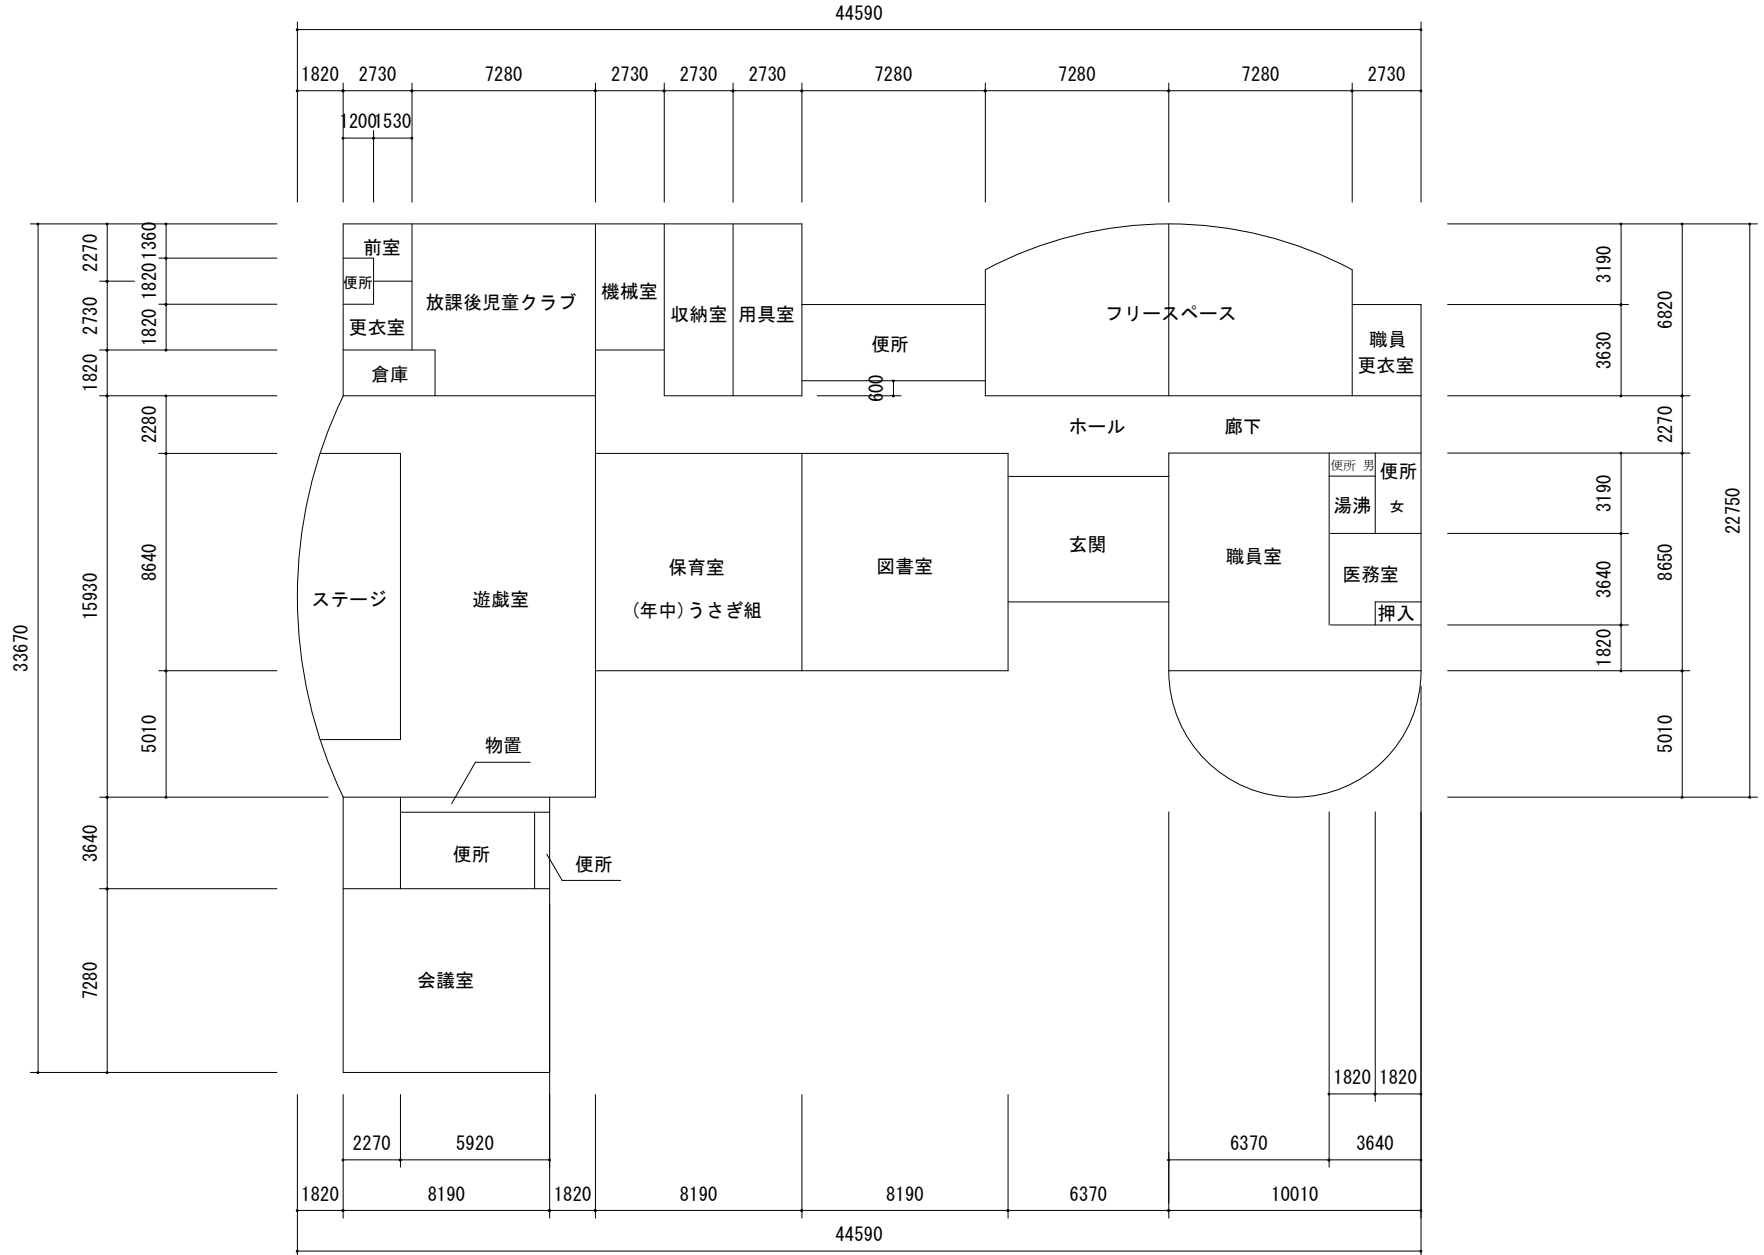 44590
1820 2730 7280 2730 2730 2730 7280 7280 7280 2730
1200 1530
33670
2270
2730
1820
15930
3640
7280
1360
1820
1820
2280
8640
5010
前室
便所
更衣室
倉庫
放課後児童クラブ
機械室
収納室
用具室
便所
600
フリースペース
職員
更衣室
ホール
廊下
ステージ
遊戯室
保育室
(年中)うさぎ組
図書室
玄関
職員室
便所 男
便所
女
湯沸
医務室
押入
物置
便所
便所
会議室
3190
3630
3190
3640
1820
6820
2270
8650
5010
22750
1820 1820
2270 5920 6370 3640
1820 8190 1820 8190 8190 6370 10010
44590